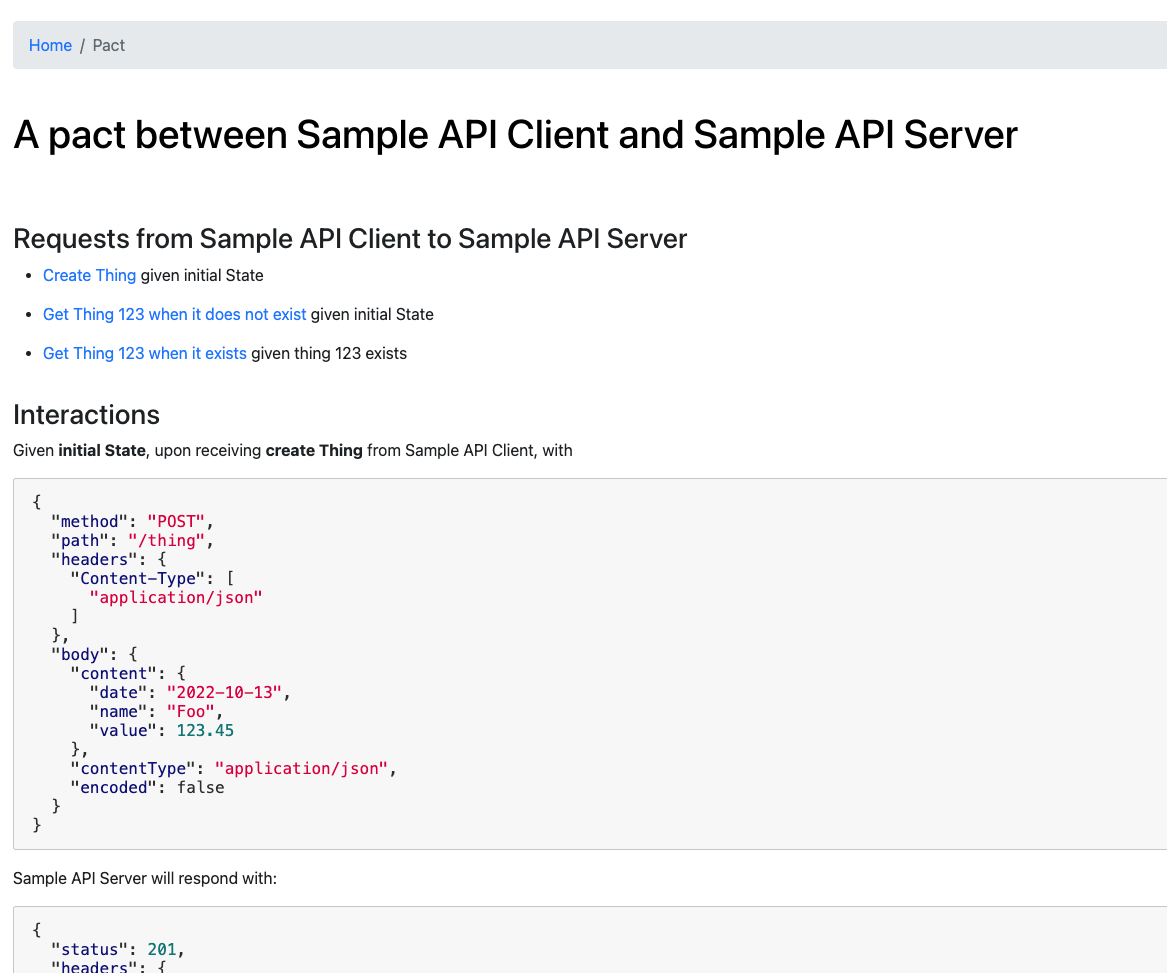 Home / Pact
A pact between Sample API Client and Sample API Server
Requests from Sample API Client to Sample API Server
• Create Thing given initial State
• Get Thing 123 when it does not exist given initial State
• Get Thing 123 when it exists given thing 123 exists
Interactions
Given initial State, upon receiving create Thing from Sample API Client, with
{
  "method": "POST",
  "path": "/thing",
  "headers": {
    "Content-Type": [
      "application/json"
    ]
  },
  "body": {
    "content": {
      "date": "2022-10-13",
      "name": "Foo",
      "value": 123.45
    },
    "contentType": "application/json",
    "encoded": false
  }
}
Sample API Server will respond with:
{
  "status": 201,
  "headers": {